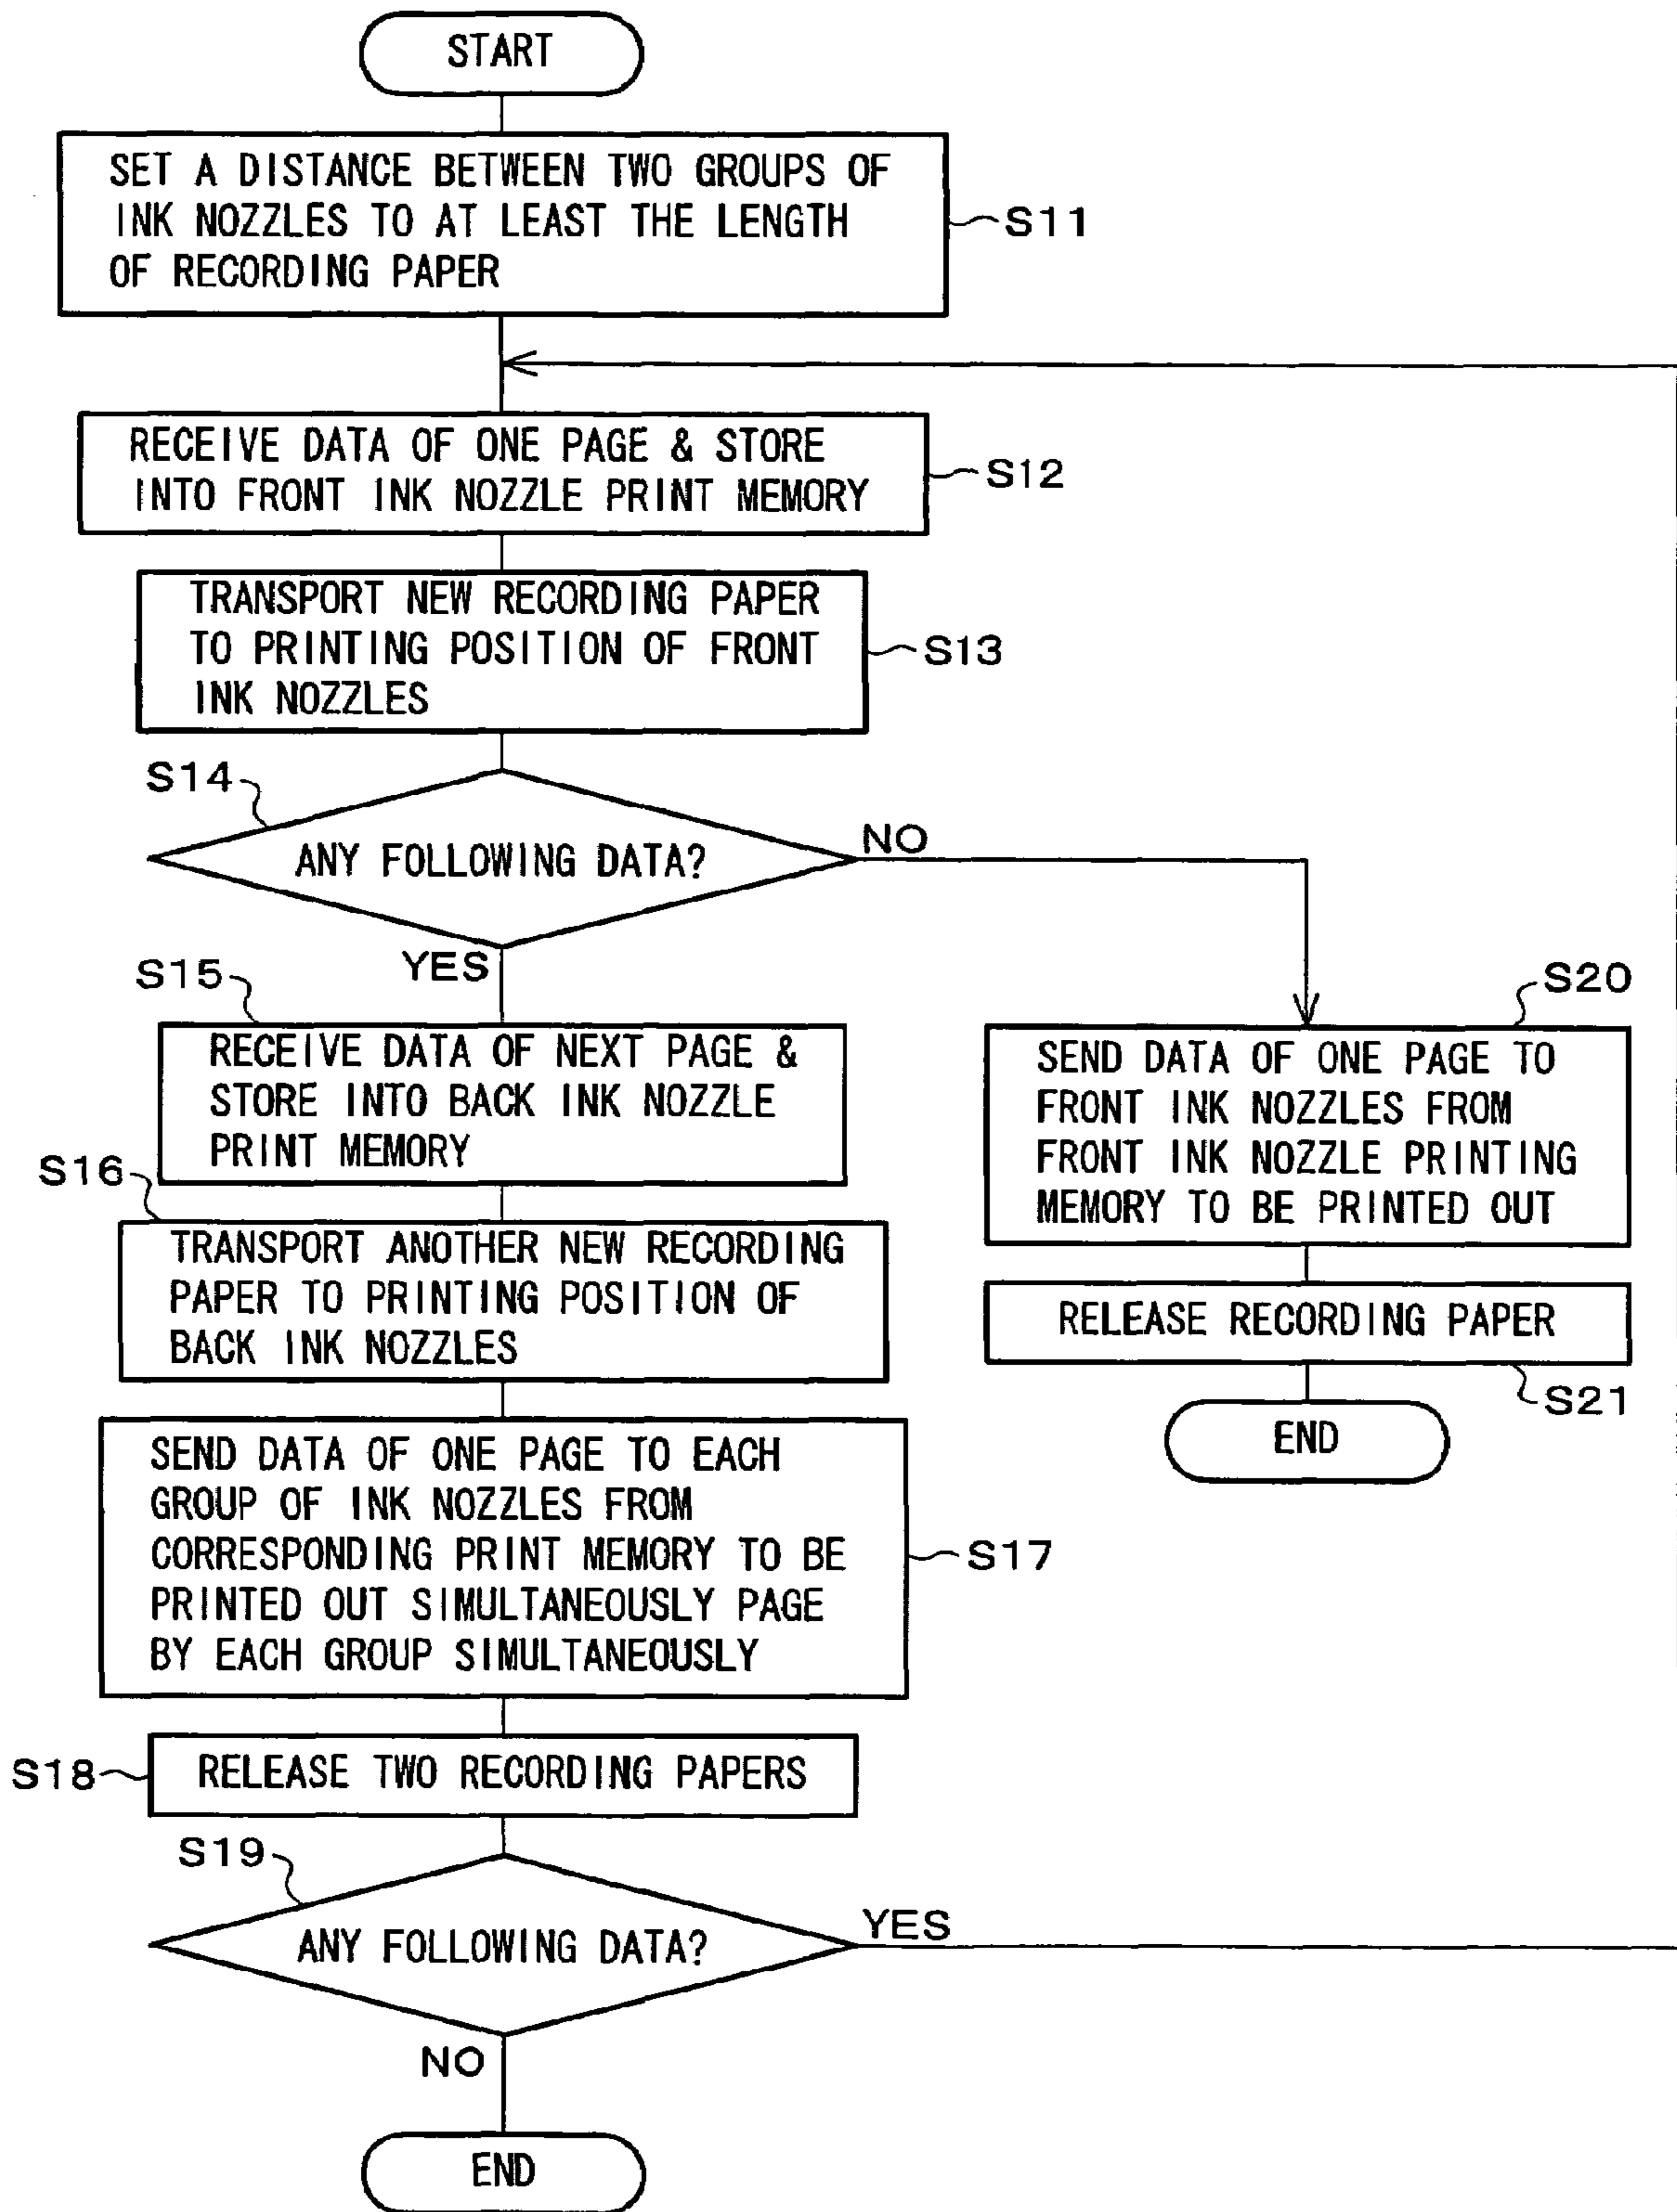 START
SET A DISTANCE BETWEEN TWO GROUPS OF
INK NOZZLES TO AT LEAST THE LENGTH
OF RECORDING PAPER
S11
RECEIVE DATA OF ONE PAGE & STORE
INTO FRONT INK NOZZLE PRINT MEMORY
S12
TRANSPORT NEW RECORDING PAPER
TO PRINTING POSITION OF FRONT
INK NOZZLES
S13
S14
ANY FOLLOWING DATA?
NO
YES
S15
RECEIVE DATA OF NEXT PAGE &
STORE INTO BACK INK NOZZLE
PRINT MEMORY
S16
TRANSPORT ANOTHER NEW RECORDING
PAPER TO PRINTING POSITION OF
BACK INK NOZZLES
S20
SEND DATA OF ONE PAGE TO
FRONT INK NOZZLES FROM
FRONT INK NOZZLE PRINTING
MEMORY TO BE PRINTED OUT
RELEASE RECORDING PAPER
S21
END
SEND DATA OF ONE PAGE TO EACH
GROUP OF INK NOZZLES FROM
CORRESPONDING PRINT MEMORY TO BE
PRINTED OUT SIMULTANEOUSLY PAGE
BY EACH GROUP SIMULTANEOUSLY
S17
S18
RELEASE TWO RECORDING PAPERS
S19
ANY FOLLOWING DATA?
YES
NO
END